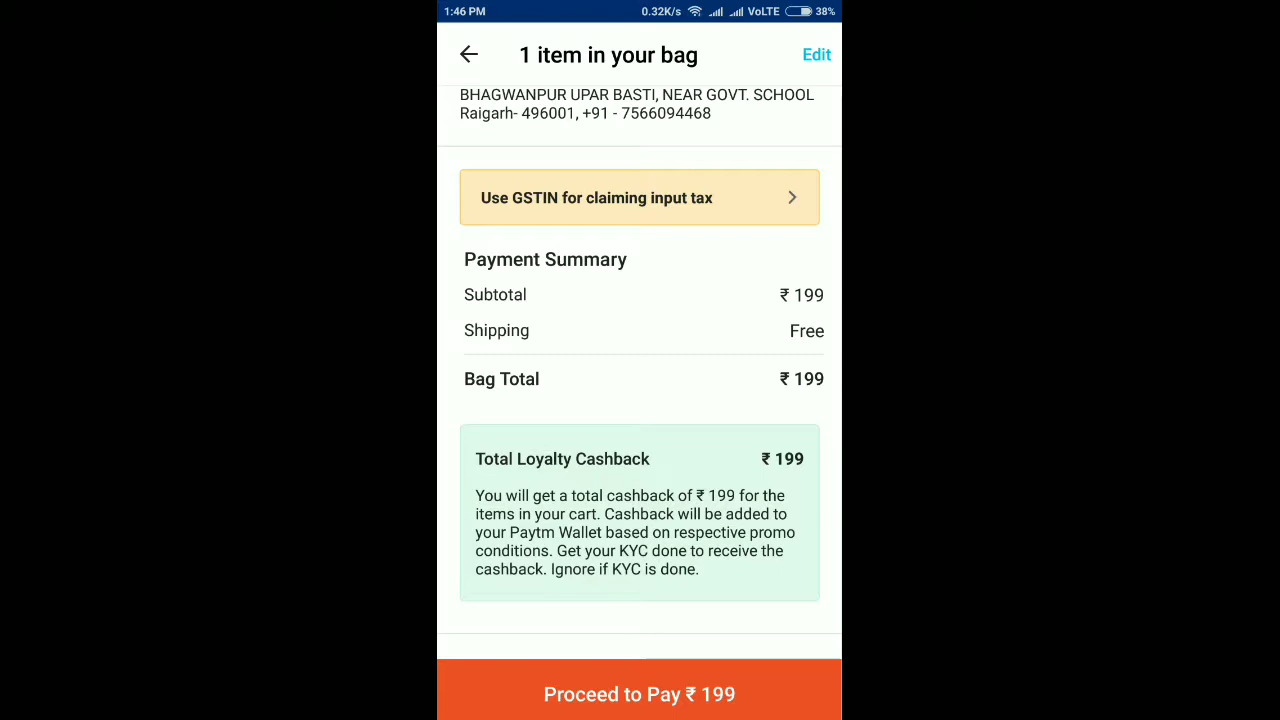 1:46 PM 0.32K/s VoLTE 38%
1 item in your bag Edit
BHAGWANPUR UPAR BASTI, NEAR GOVT. SCHOOL
Raigarh- 496001, +91 - 7566094468
Use GSTIN for claiming input tax
Payment Summary
Subtotal ₹ 199
Shipping Free
Bag Total ₹ 199
Total Loyalty Cashback ₹ 199
You will get a total cashback of ₹ 199 for the
items in your cart. Cashback will be added to
your Paytm Wallet based on respective promo
conditions. Get your KYC done to receive the
cashback. Ignore if KYC is done.
Proceed to Pay ₹ 199